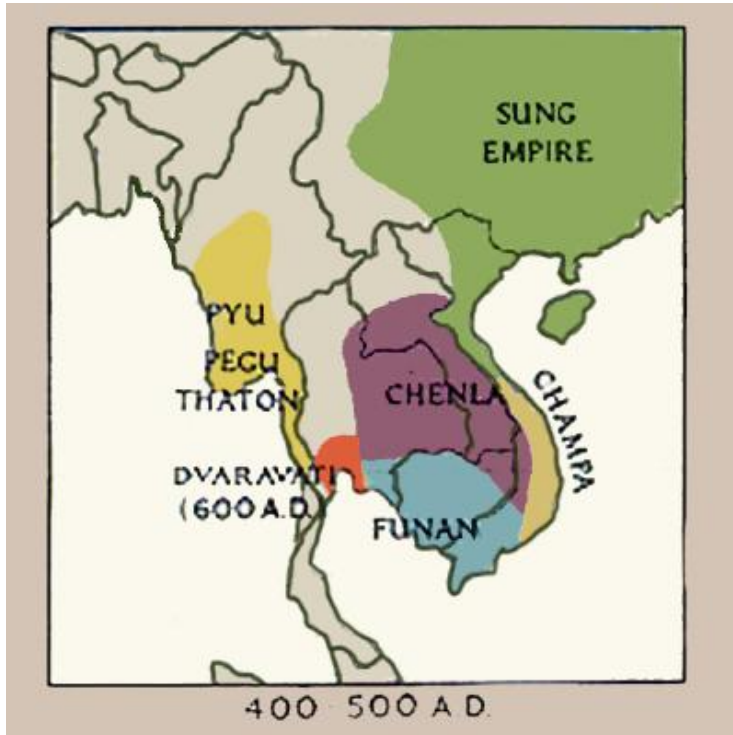 SUNG
EMPIRE
PYU
PEGU
THATON
CHENLA
CHAMPA
DVARAVATI
(600 A.D.)
FUNAN
400 500 A D.